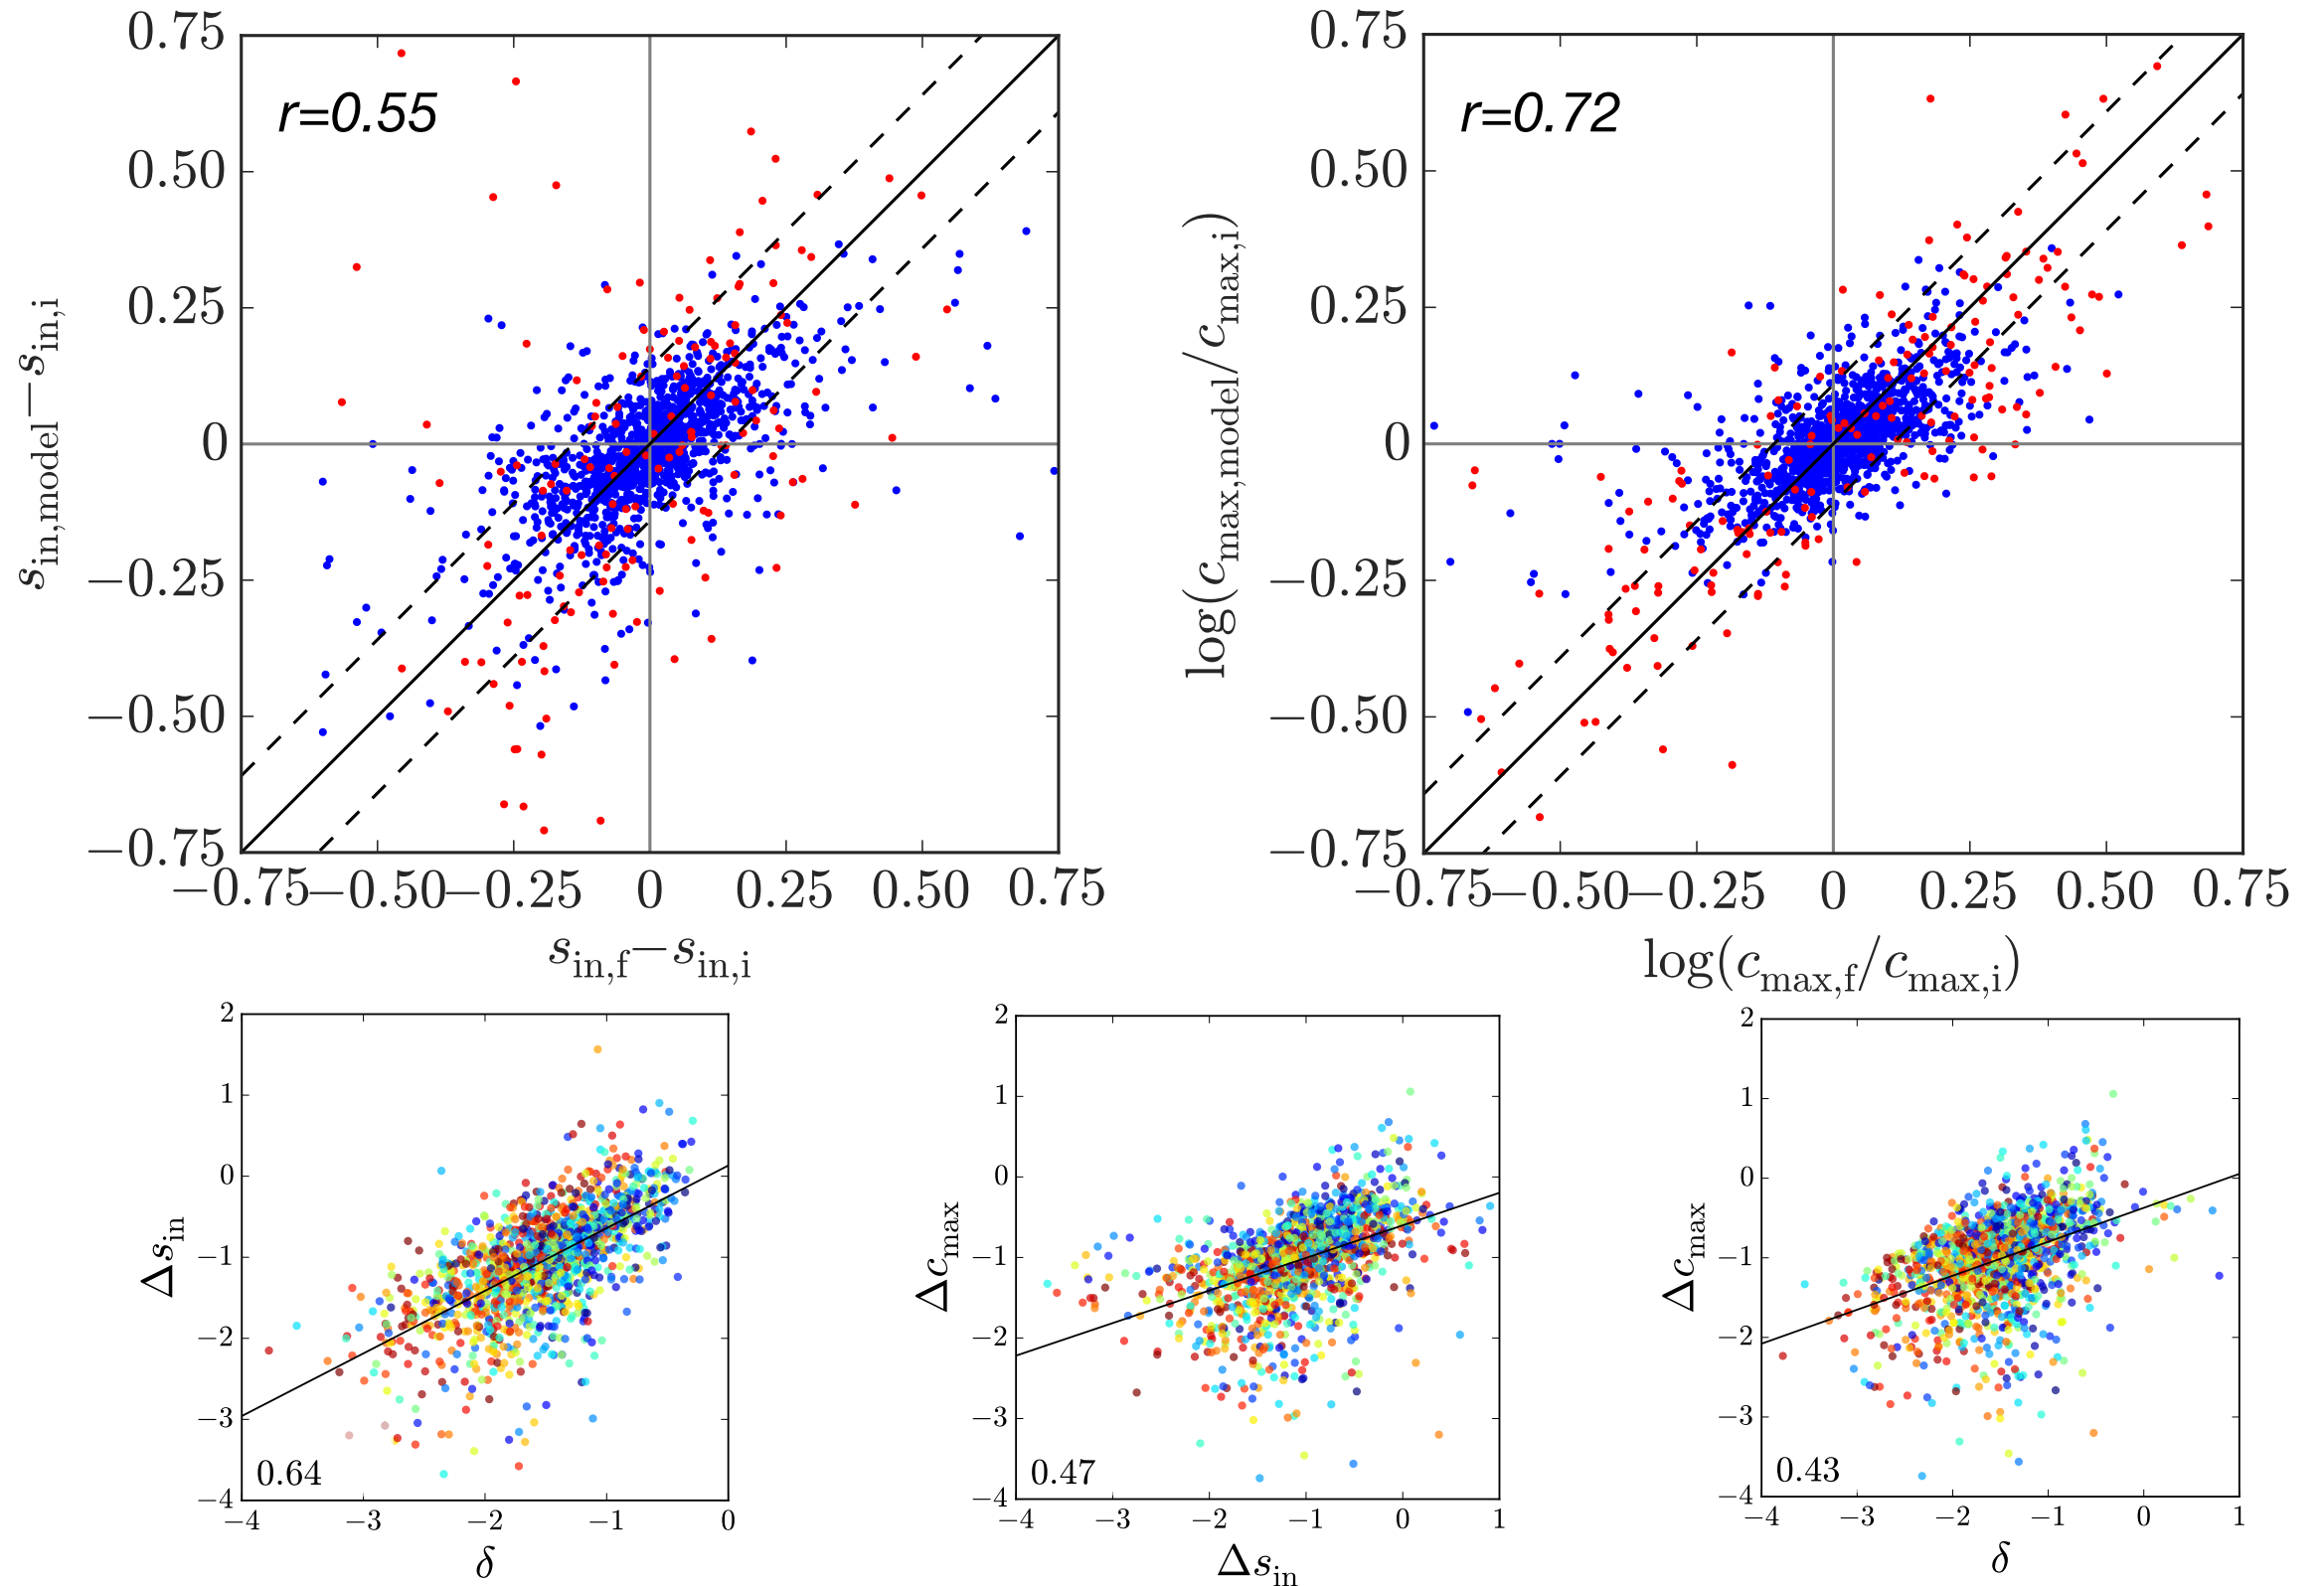 0.75
0.50
0.25
0
−0.25
−0.50
−0.75
r=0.55
s_in,model−s_in,i
−0.75 −0.50 −0.25 0 0.25 0.50 0.75
s_in,f−s_in,i
0.75
0.50
0.25
0
−0.25
−0.50
−0.75
r=0.72
log(c_max,model/c_max,i)
−0.75 −0.50 −0.25 0 0.25 0.50 0.75
log(c_max,f/c_max,i)
2
1
0
−1
−2
−3
−4
Δs_in
0.64
−4 −3 −2 −1 0
δ
2
1
0
−1
−2
−3
−4
Δc_max
0.47
−4 −3 −2 −1 0 1
Δs_in
2
1
0
−1
−2
−3
−4
Δc_max
0.43
−4 −3 −2 −1 0 1
δ